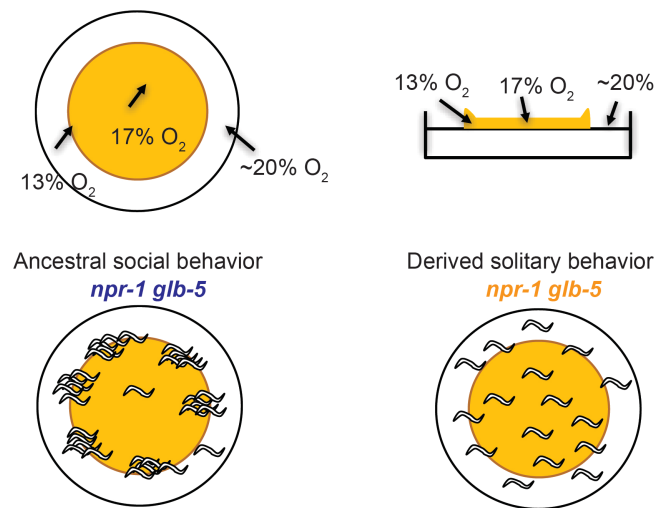 17% O₂
13% O₂
~20% O₂
13% O₂
17% O₂
~20%
Ancestral social behavior
npr-1 glb-5
Derived solitary behavior
npr-1 glb-5